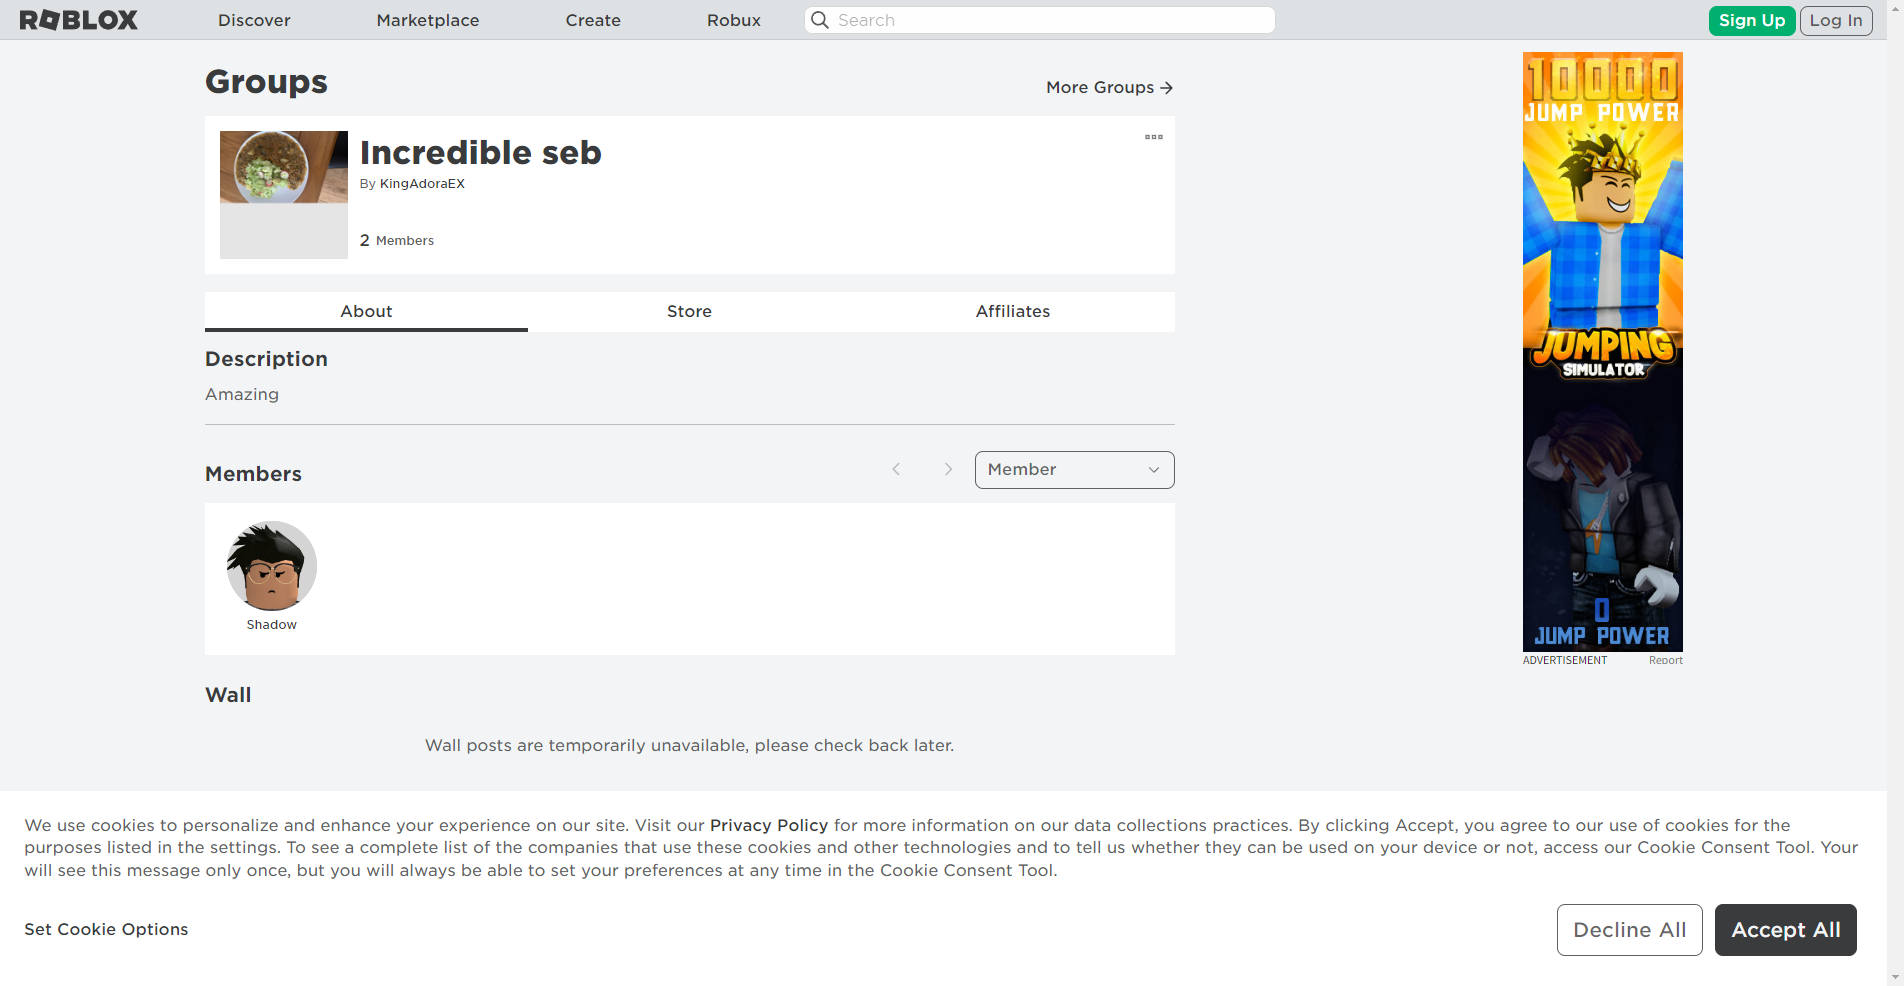 ROBLOX Discover Marketplace Create Robux Search Sign Up Log In
Groups
More Groups
Incredible seb
By KingAdoraEX
2 Members
About Store Affiliates
Description
Amazing
Members
Member
Shadow
Wall
Wall posts are temporarily unavailable, please check back later.
10000
JUMP POWER
JUMPING
SIMULATOR
0
JUMP POWER
ADVERTISEMENT Report
We use cookies to personalize and enhance your experience on our site. Visit our Privacy Policy for more information on our data collections practices. By clicking Accept, you agree to our use of cookies for the
purposes listed in the settings. To see a complete list of the companies that use these cookies and other technologies and to tell us whether they can be used on your device or not, access our Cookie Consent Tool. Your
will see this message only once, but you will always be able to set your preferences at any time in the Cookie Consent Tool.
Set Cookie Options
Decline All
Accept All